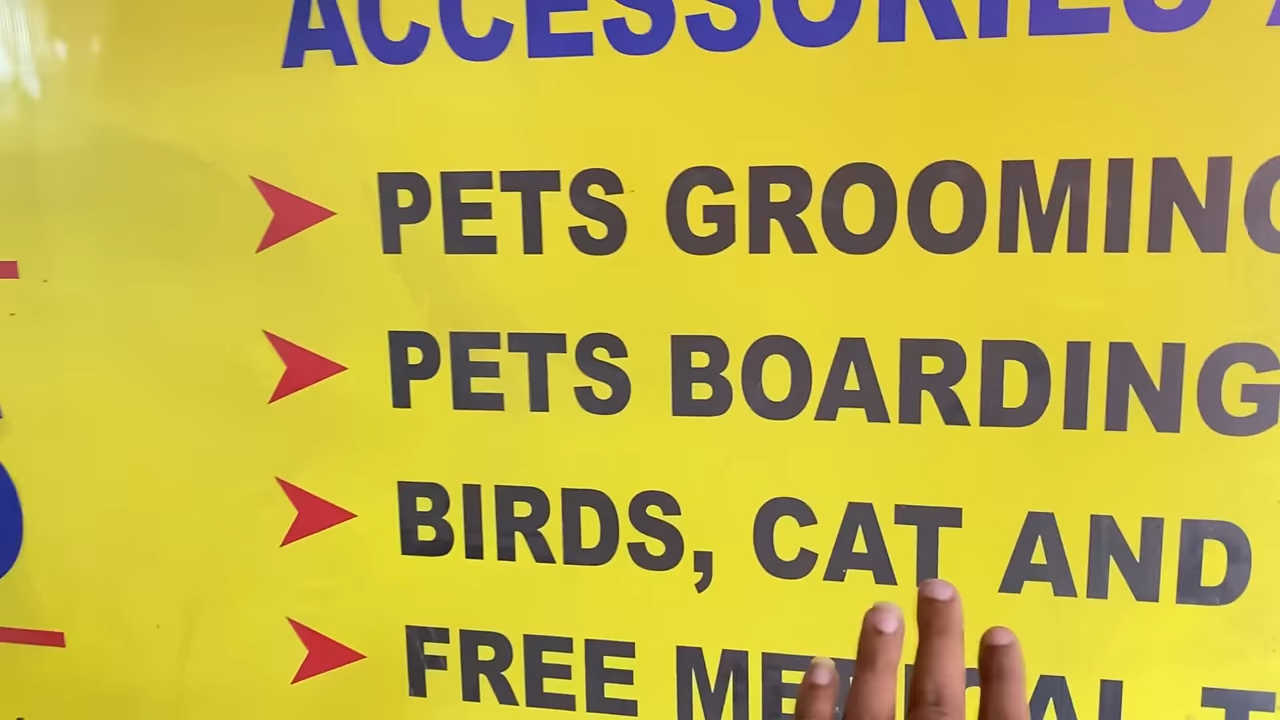 ACCESSORIES
PETS GROOMING
PETS BOARDING
BIRDS, CAT AND
FREE